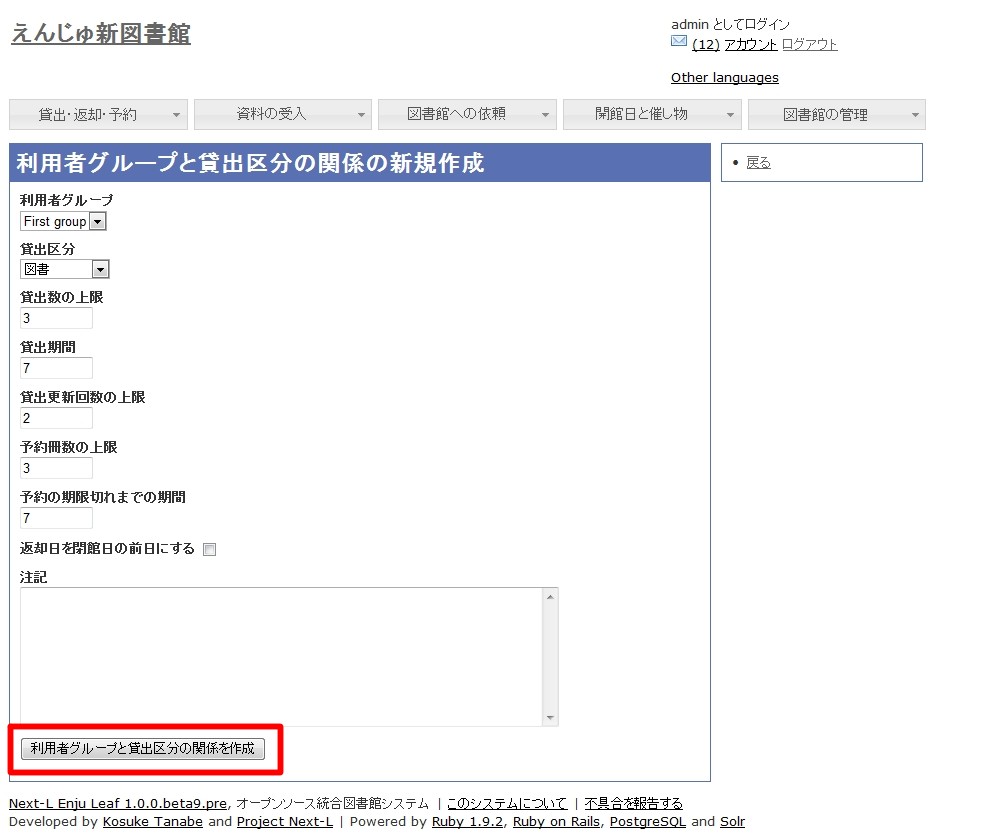 えんじゅ新図書館
admin としてログイン
(12) アカウント ログアウト
Other languages
貸出・返却・予約 資料の受入 図書館への依頼 開館日と催し物 図書館の管理
利用者グループと貸出区分の関係の新規作成
• 戻る
利用者グループ
First group
貸出区分
図書
貸出数の上限
3
貸出期間
7
貸出更新回数の上限
2
予約冊数の上限
3
予約の期限切れまでの期間
7
返却日を閉館日の前日にする
注記
利用者グループと貸出区分の関係を作成
Next-L Enju Leaf 1.0.0.beta9.pre, オープンソース統合図書館システム | このシステムについて | 不具合を報告する
Developed by Kosuke Tanabe and Project Next-L | Powered by Ruby 1.9.2, Ruby on Rails, PostgreSQL and Solr